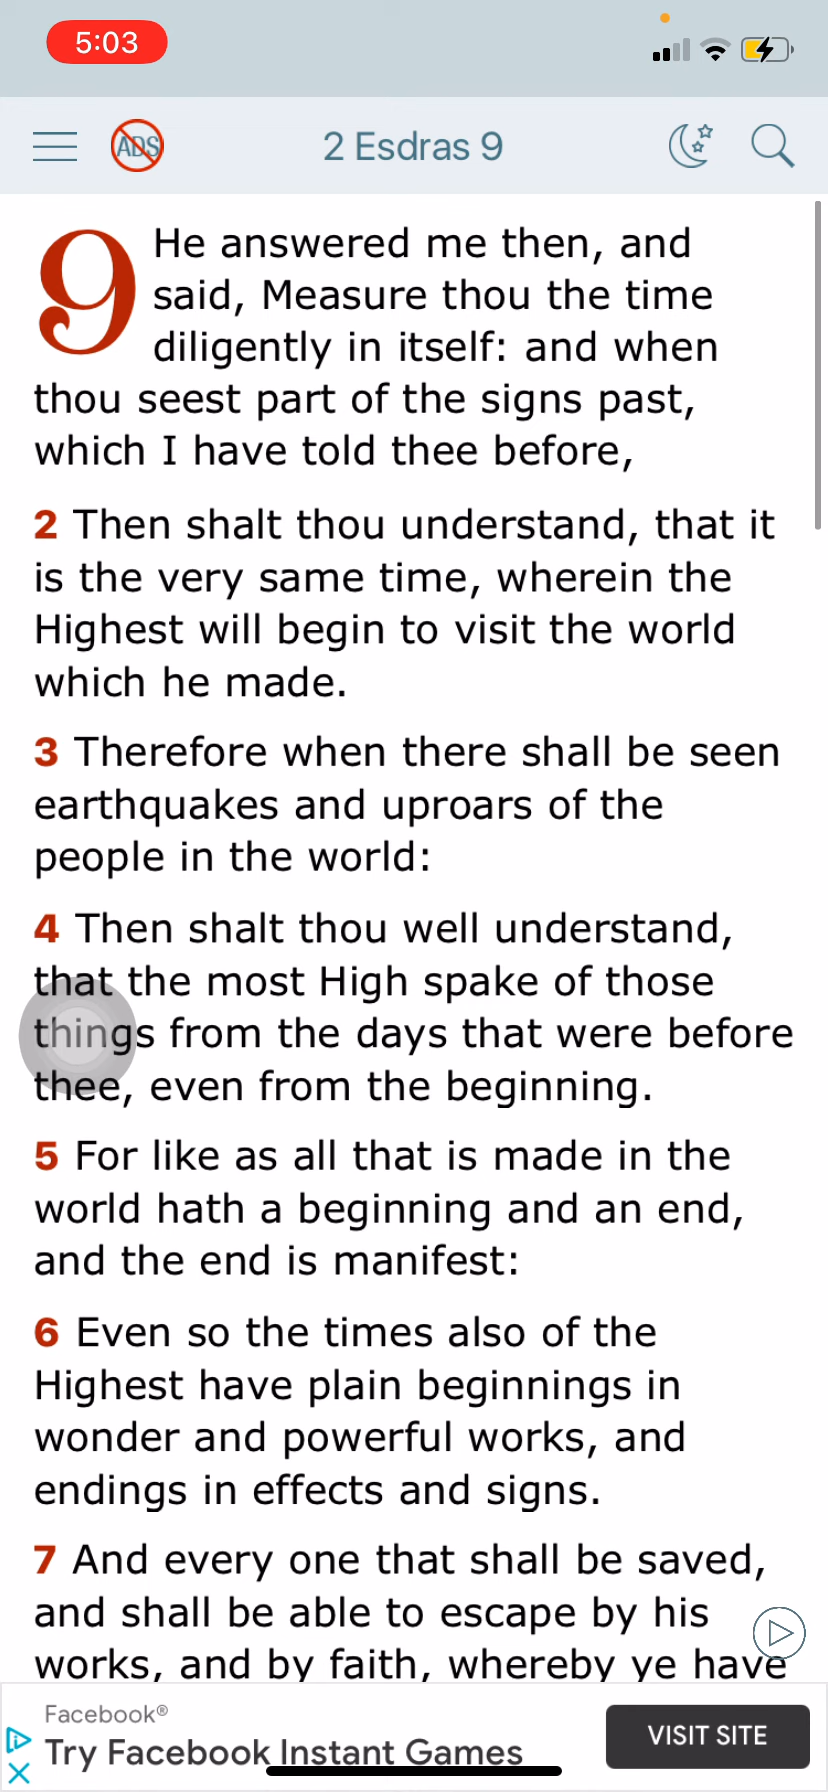 5:03
ADS
2 Esdras 9
9 He answered me then, and
said, Measure thou the time
diligently in itself: and when
thou seest part of the signs past,
which I have told thee before,
2 Then shalt thou understand, that it
is the very same time, wherein the
Highest will begin to visit the world
which he made.
3 Therefore when there shall be seen
earthquakes and uproars of the
people in the world:
4 Then shalt thou well understand,
that the most High spake of those
things from the days that were before
thee, even from the beginning.
5 For like as all that is made in the
world hath a beginning and an end,
and the end is manifest:
6 Even so the times also of the
Highest have plain beginnings in
wonder and powerful works, and
endings in effects and signs.
7 And every one that shall be saved,
and shall be able to escape by his
works, and by faith, whereby ye have
Facebook®
Try Facebook Instant Games
VISIT SITE